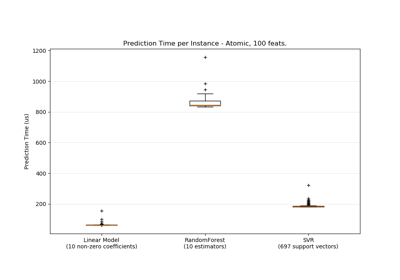 Prediction Time per Instance - Atomic, 100 feats.
1200
1000
800
600
400
200
Prediction Time (us)
Linear Model
(10 non-zero coefficients)
RandomForest
(10 estimators)
SVR
(697 support vectors)